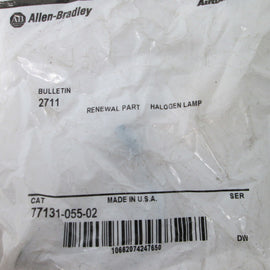 Allen-Bradley
BULLETIN
2711
RENEWAL PART HALOGEN LAMP
CAT
MADE IN U.S.A.
SER
77131-055-02
10662074247650
DW